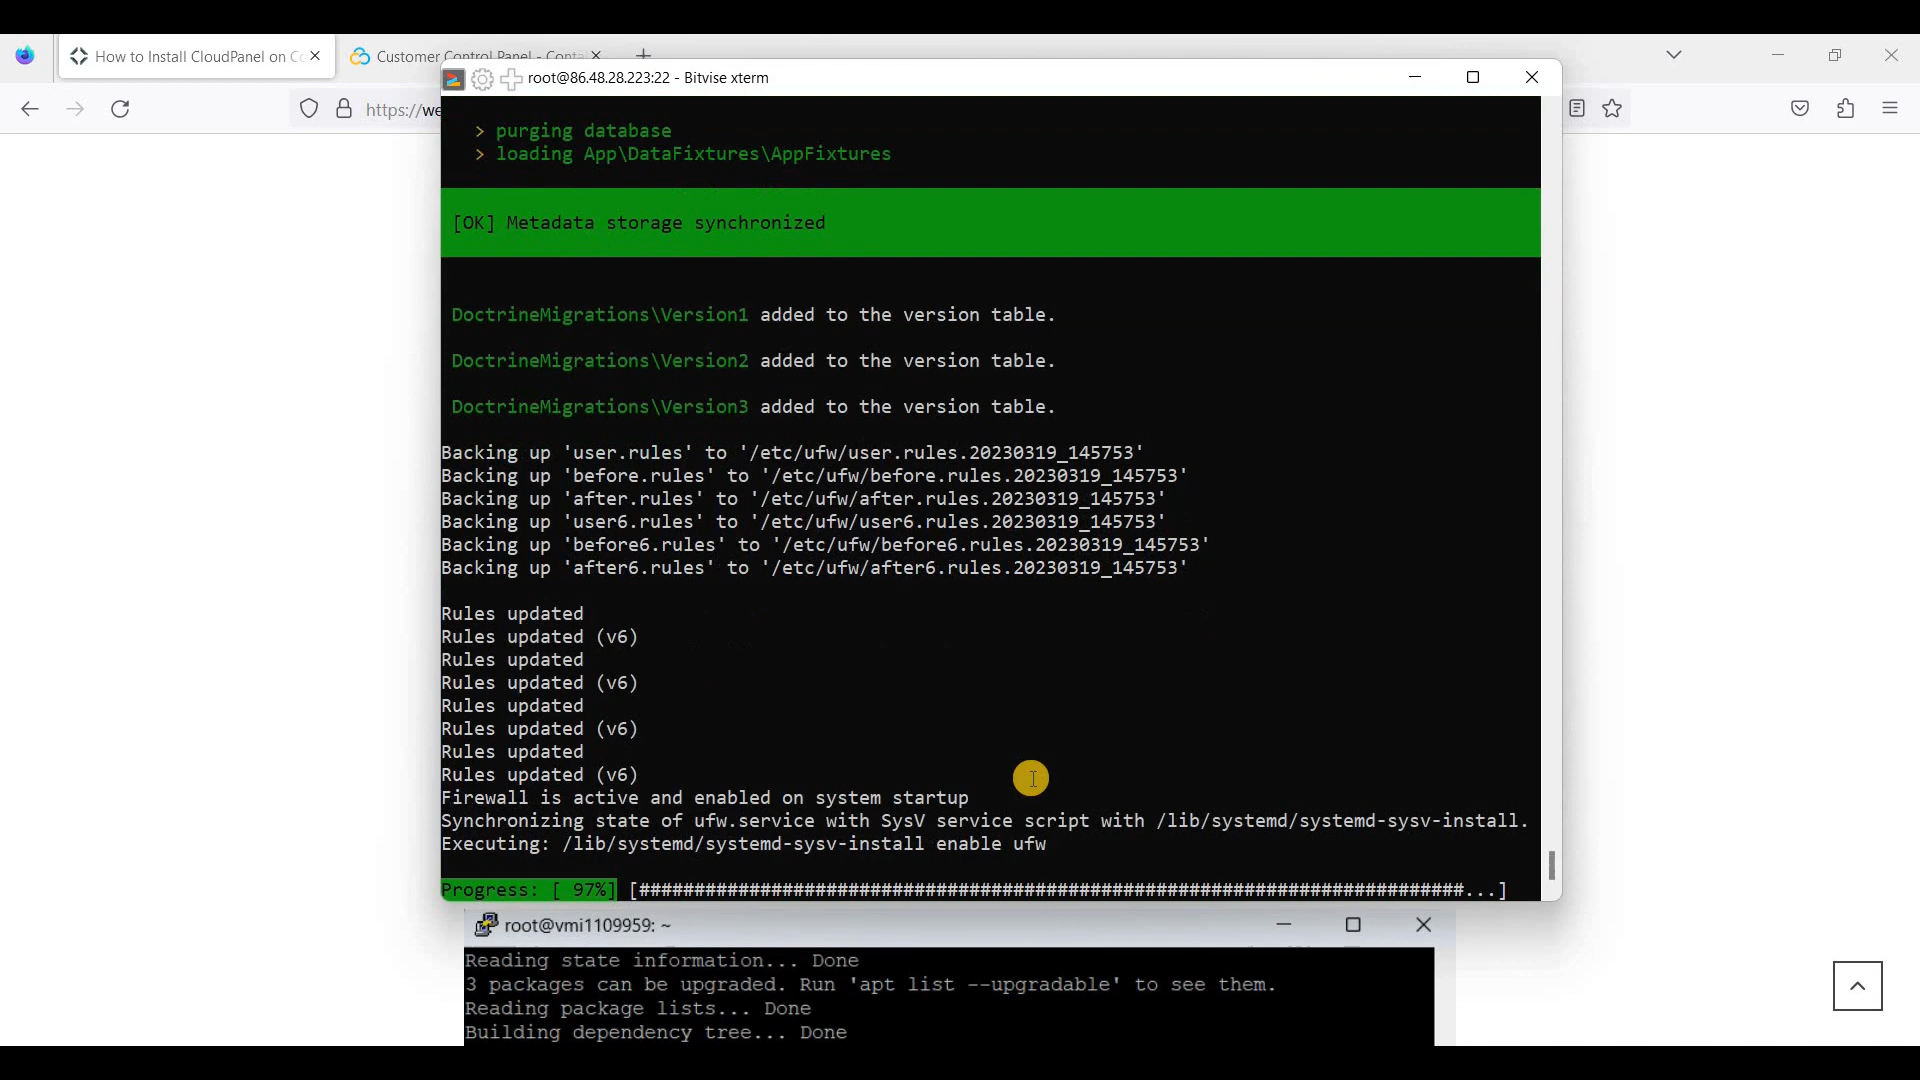 How to Install CloudPanel on Co
Customer Control Panel - Conta
https://we
root@86.48.28.223:22 - Bitvise xterm
> purging database
> loading App\DataFixtures\AppFixtures
[OK] Metadata storage synchronized
DoctrineMigrations\Version1 added to the version table.
DoctrineMigrations\Version2 added to the version table.
DoctrineMigrations\Version3 added to the version table.
Backing up 'user.rules' to '/etc/ufw/user.rules.20230319_145753'
Backing up 'before.rules' to '/etc/ufw/before.rules.20230319_145753'
Backing up 'after.rules' to '/etc/ufw/after.rules.20230319_145753'
Backing up 'user6.rules' to '/etc/ufw/user6.rules.20230319_145753'
Backing up 'before6.rules' to '/etc/ufw/before6.rules.20230319_145753'
Backing up 'after6.rules' to '/etc/ufw/after6.rules.20230319_145753'
Rules updated
Rules updated (v6)
Rules updated
Rules updated (v6)
Rules updated
Rules updated (v6)
Rules updated
Rules updated (v6)
Firewall is active and enabled on system startup
Synchronizing state of ufw.service with SysV service script with /lib/systemd/systemd-sysv-install.
Executing: /lib/systemd/systemd-sysv-install enable ufw
Progress: [ 97%] [###########################################################################...]
root@vmi1109959: ~
Reading state information... Done
3 packages can be upgraded. Run 'apt list --upgradable' to see them.
Reading package lists... Done
Building dependency tree... Done